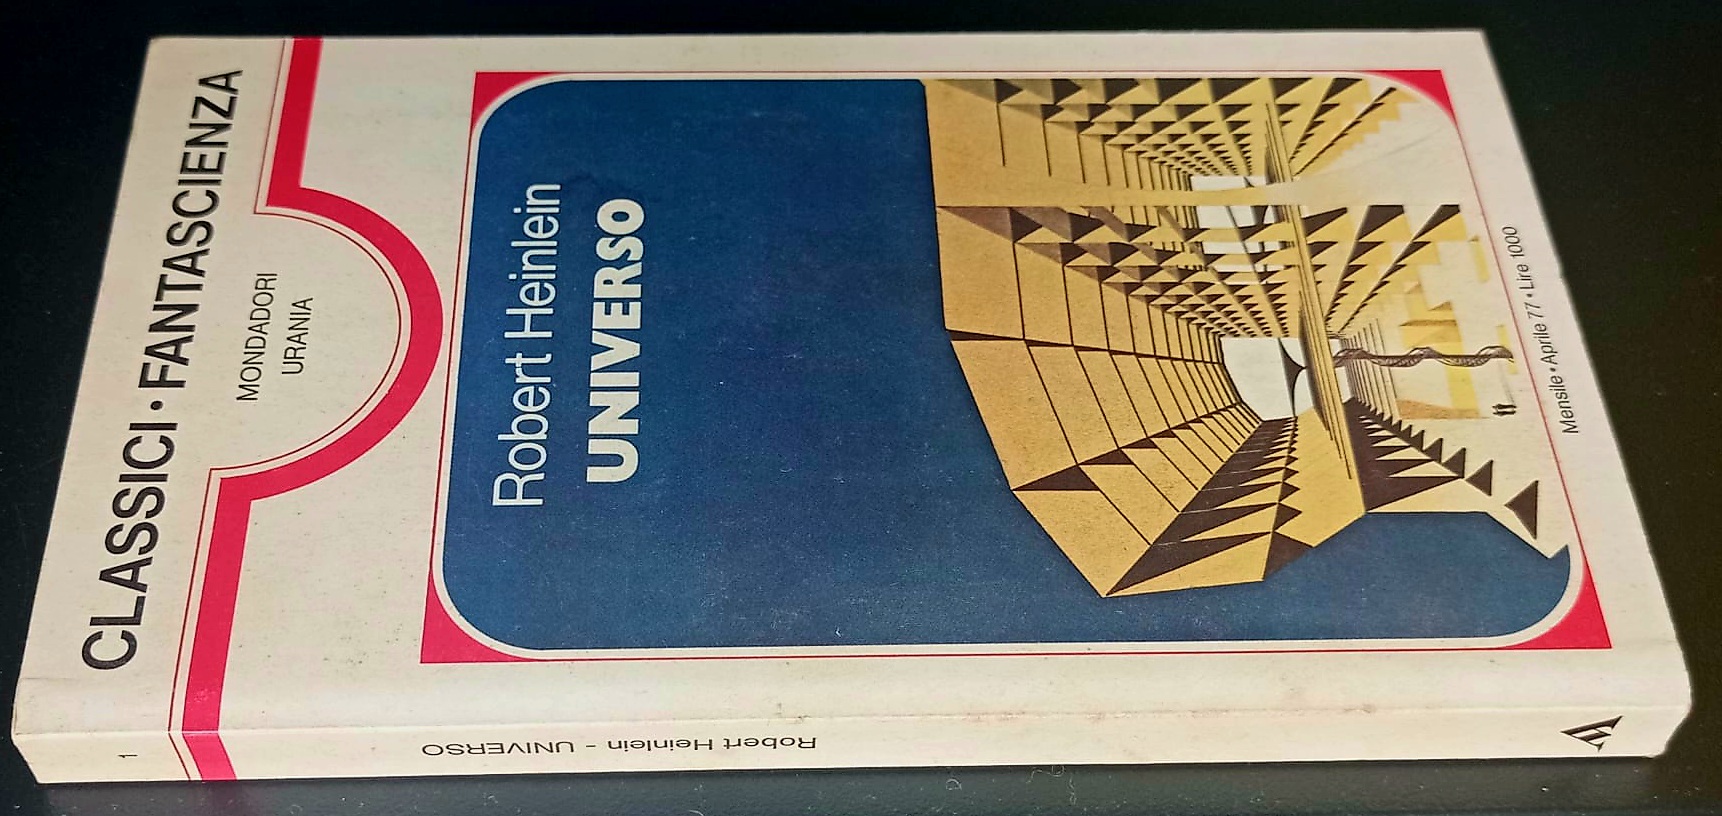 CLASSICI • FANTASCIENZA
MONDADORI
URANIA
Robert Heinlein
UNIVERSO
Mensile • Aprile 77 • Lire 1000
1
Robert Heinlein - UNIVERSO